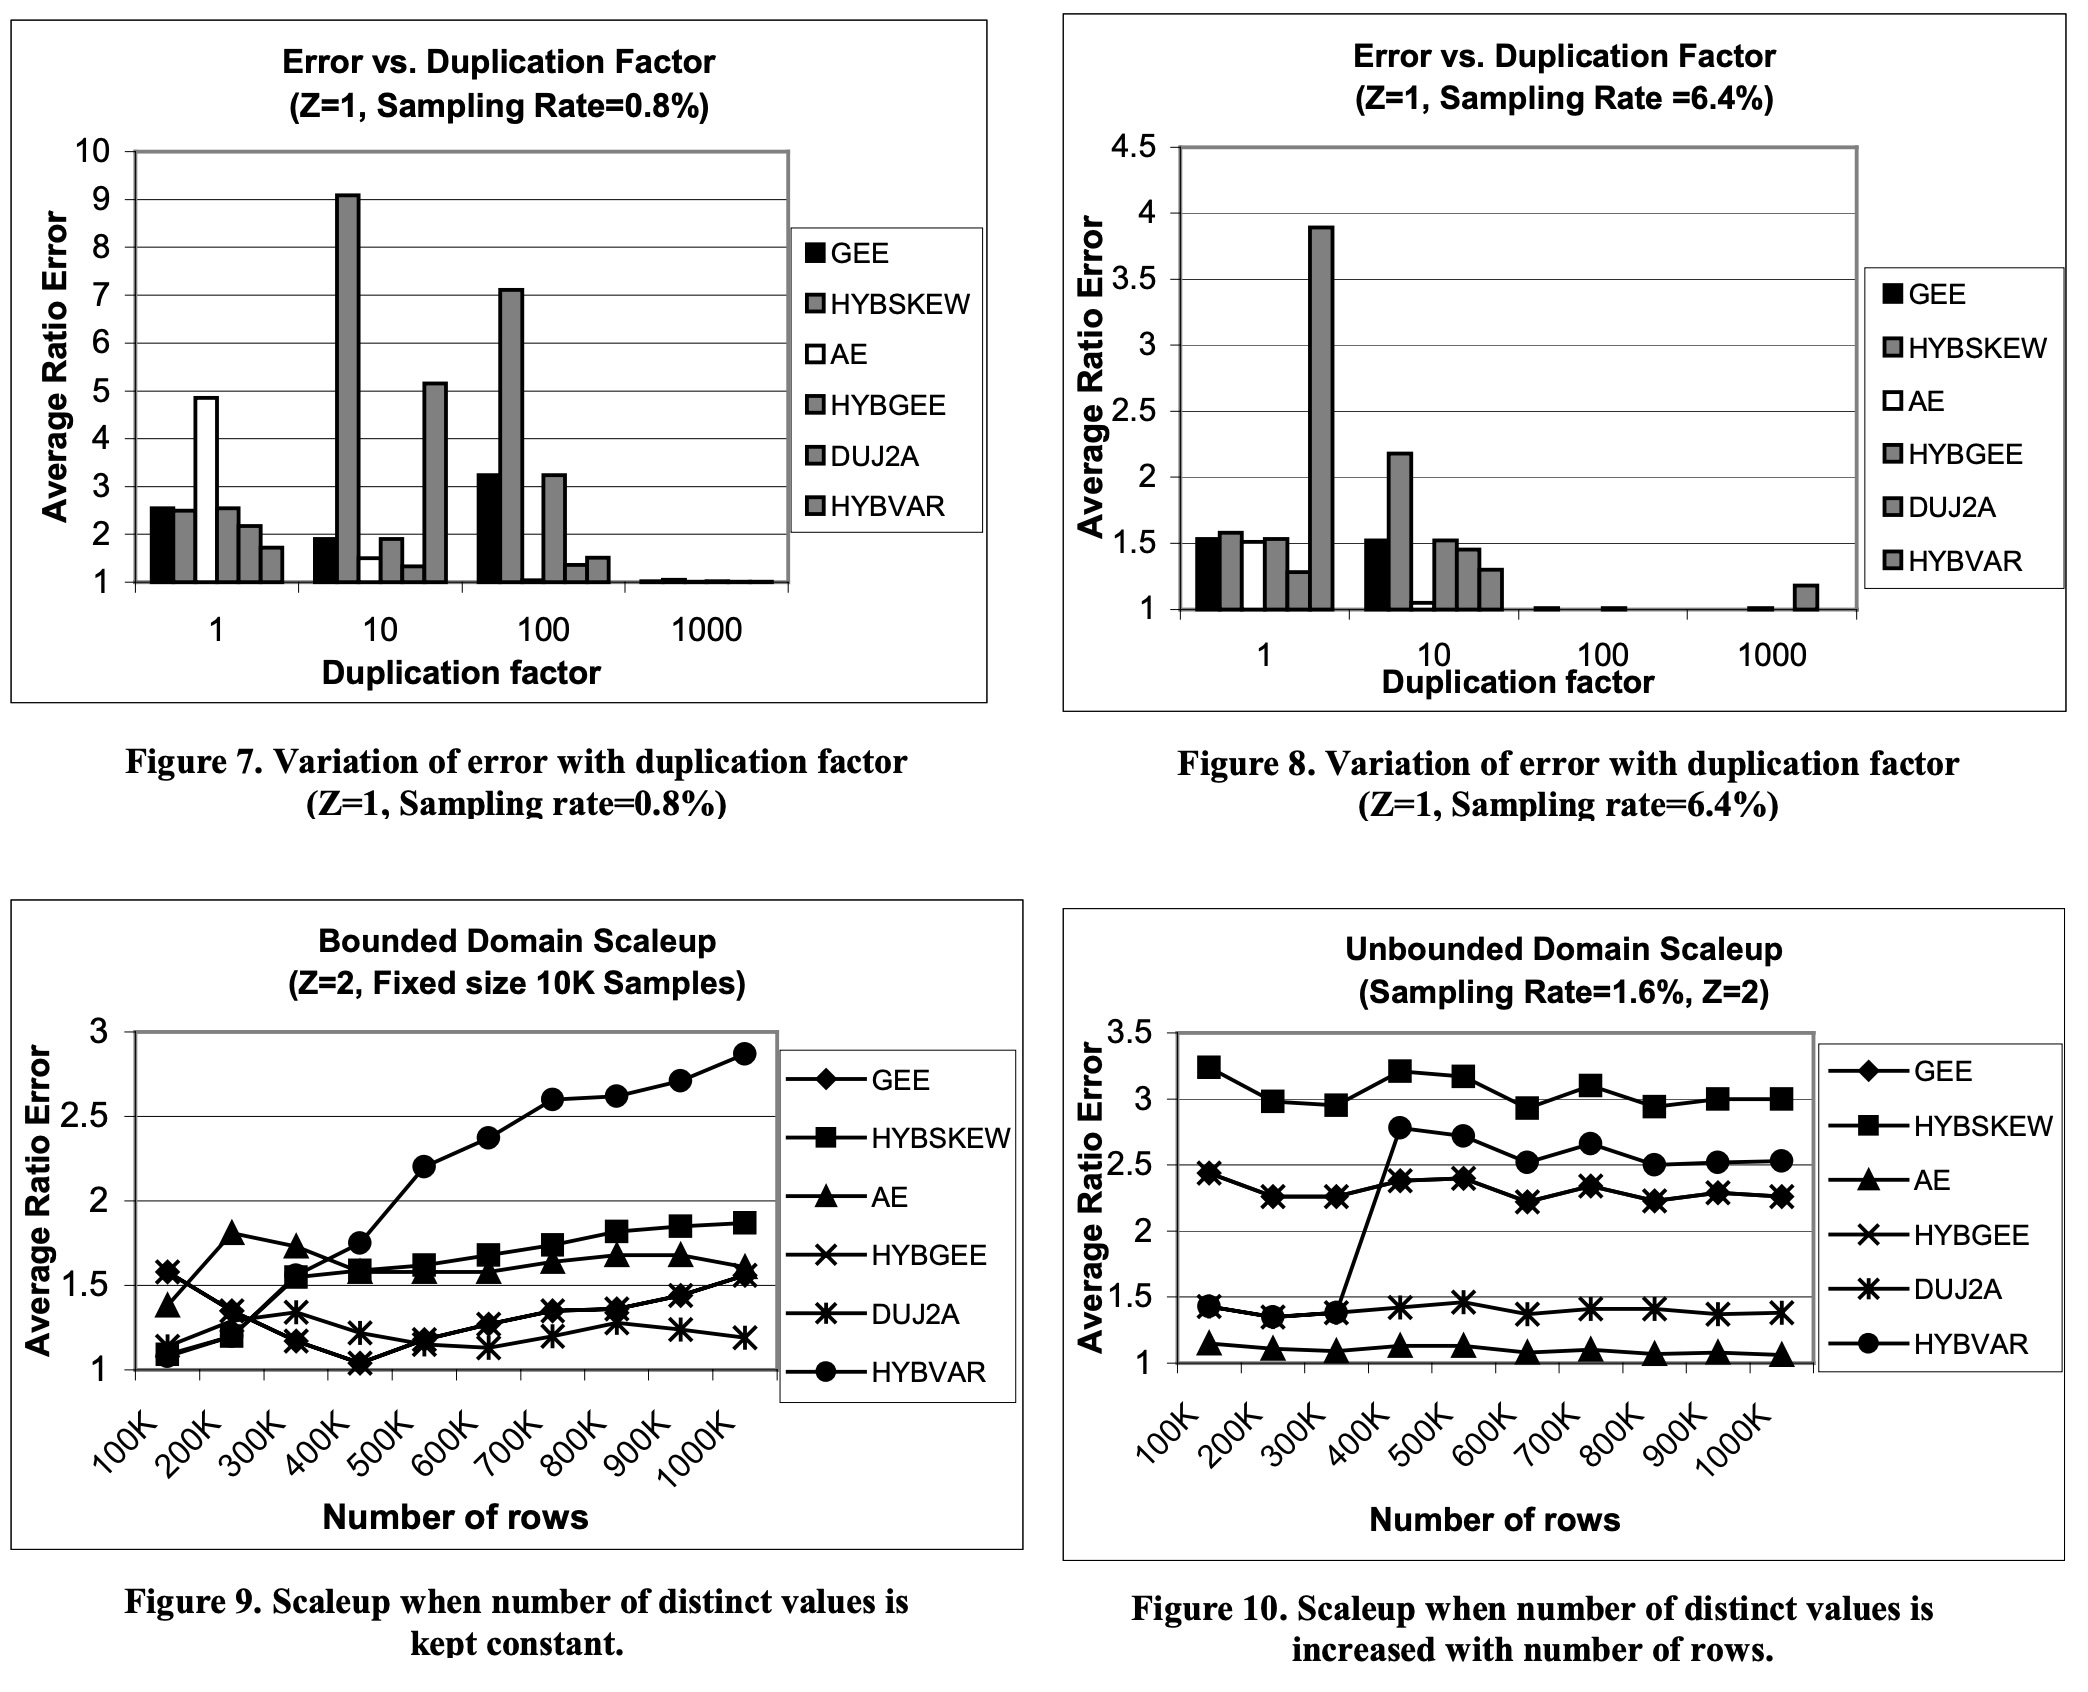 Error vs. Duplication Factor
(Z=1, Sampling Rate=0.8%)
Average Ratio Error
10
9
8
7
6
5
4
3
2
1
1 10 100 1000
Duplication factor
GEE
HYBSKEW
AE
HYBGEE
DUJ2A
HYBVAR
Figure 7. Variation of error with duplication factor
(Z=1, Sampling rate=0.8%)
Error vs. Duplication Factor
(Z=1, Sampling Rate =6.4%)
Average Ratio Error
4.5
4
3.5
3
2.5
2
1.5
1
1 10 100 1000
Duplication factor
GEE
HYBSKEW
AE
HYBGEE
DUJ2A
HYBVAR
Figure 8. Variation of error with duplication factor
(Z=1, Sampling rate=6.4%)
Bounded Domain Scaleup
(Z=2, Fixed size 10K Samples)
Average Ratio Error
3
2.5
2
1.5
1
100K 200K 300K 400K 500K 600K 700K 800K 900K 1000K
Number of rows
GEE
HYBSKEW
AE
HYBGEE
DUJ2A
HYBVAR
Figure 9. Scaleup when number of distinct values is
kept constant.
Unbounded Domain Scaleup
(Sampling Rate=1.6%, Z=2)
Average Ratio Error
3.5
3
2.5
2
1.5
1
100K 200K 300K 400K 500K 600K 700K 800K 900K 1000K
Number of rows
GEE
HYBSKEW
AE
HYBGEE
DUJ2A
HYBVAR
Figure 10. Scaleup when number of distinct values is
increased with number of rows.